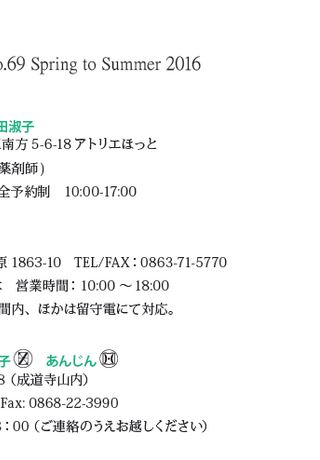 o.69 Spring to Summer 2016
田淑子
南方 5-6-18 アトリエほっと
薬剤師)
全予約制　10:00-17:00
原 1863-10　TEL/FAX：0863-71-5770
営業時間：10:00 〜 18:00
間内、ほかは留守電にて対応。
子 Ⓩ　あんじん Ⓗ
8（成道寺山内）
Fax: 0868-22-3990
：00（ご連絡のうえお越しください）